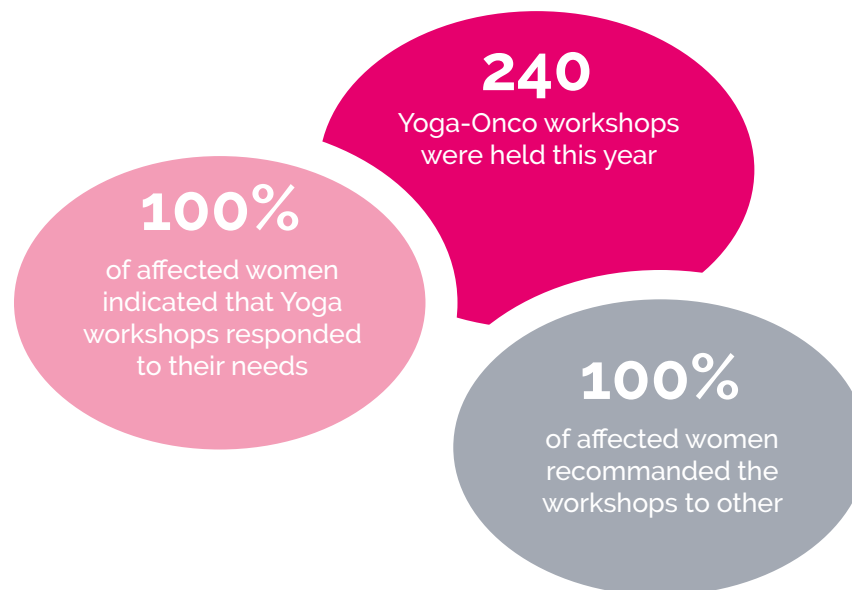 240
Yoga-Onco workshops
were held this year
100%
of affected women
indicated that Yoga
workshops responded
to their needs
100%
of affected women
recommanded the
workshops to other